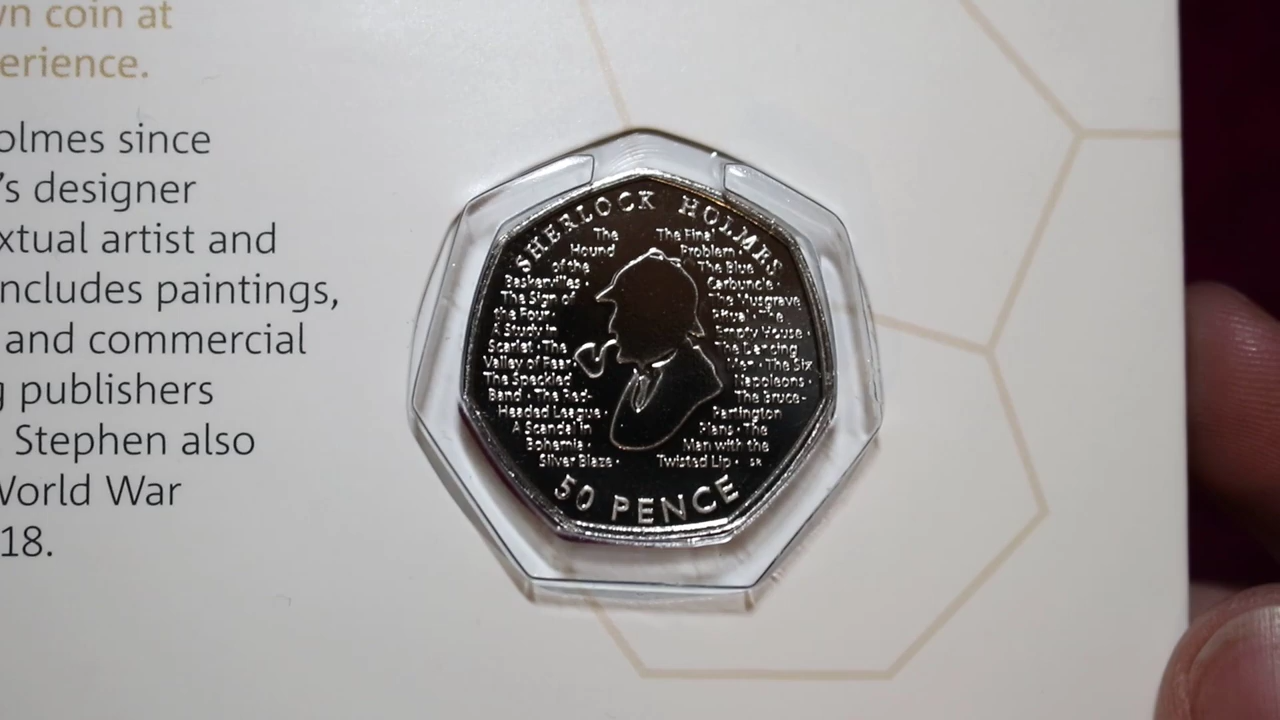 wn coin at
erience.
olmes since
's designer
xtual artist and
ncludes paintings,
and commercial
g publishers
. Stephen also
World War
18.
SHERLOCK HOLMES
The
Hound
of the
Baskervilles ·
The Sign of
the Four ·
A Study in
Scarlet · The
Valley of Fear ·
The Speckled
Band · The Red-
Headed League ·
A Scandal in
Bohemia ·
Silver Blaze ·
The Final
Problem ·
The Blue
Carbuncle ·
The Musgrave
Ritual · The
Empty House ·
The Dancing
Men · The Six
Napoleons ·
The Bruce-
Partington
Plans · The
Man with the
Twisted Lip · SR
50 PENCE